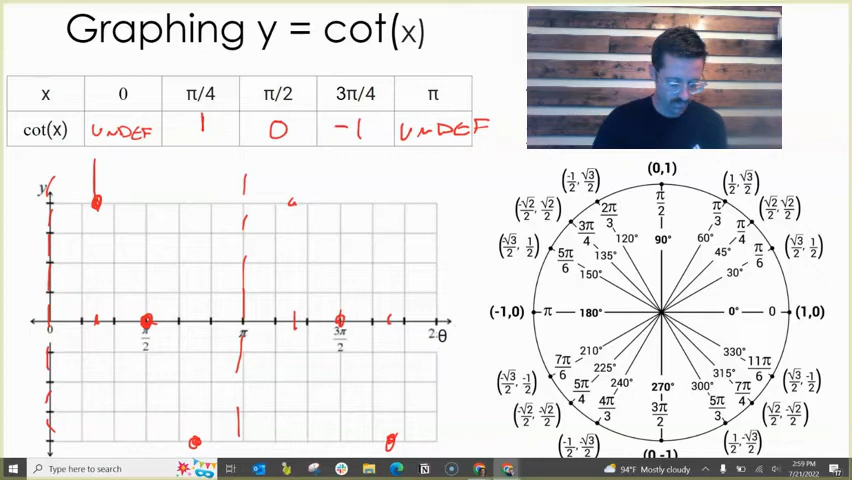 Graphing y = cot(x)
x 0 π/4 π/2 3π/4 π
cot(x) UNDEF 1 0 -1 UNDEF
y
0 π/2 π 3π/2 2π θ
(0,1)
(-1/2, √3/2) (1/2, √3/2)
π/2
(-√2/2, √2/2) 2π/3 π/3 (√2/2, √2/2)
3π/4 120° 90° 60° π/4
(-√3/2, 1/2) 135° 45° (√3/2, 1/2)
5π/6 150° 30° π/6
(-1,0) π 180° 0° 0 (1,0)
7π/6 210° 330° 11π/6
225° 315°
(-√3/2, -1/2) 5π/4 240° 270° 300° 7π/4 (√3/2, -1/2)
4π/3 3π/2 5π/3
(-√2/2, √2/2) (√2/2, -√2/2)
(-1/2, √3/2) (1/2, -√3/2)
(0,-1)
Type here to search
94°F Mostly cloudy
2:59 PM
7/21/2022